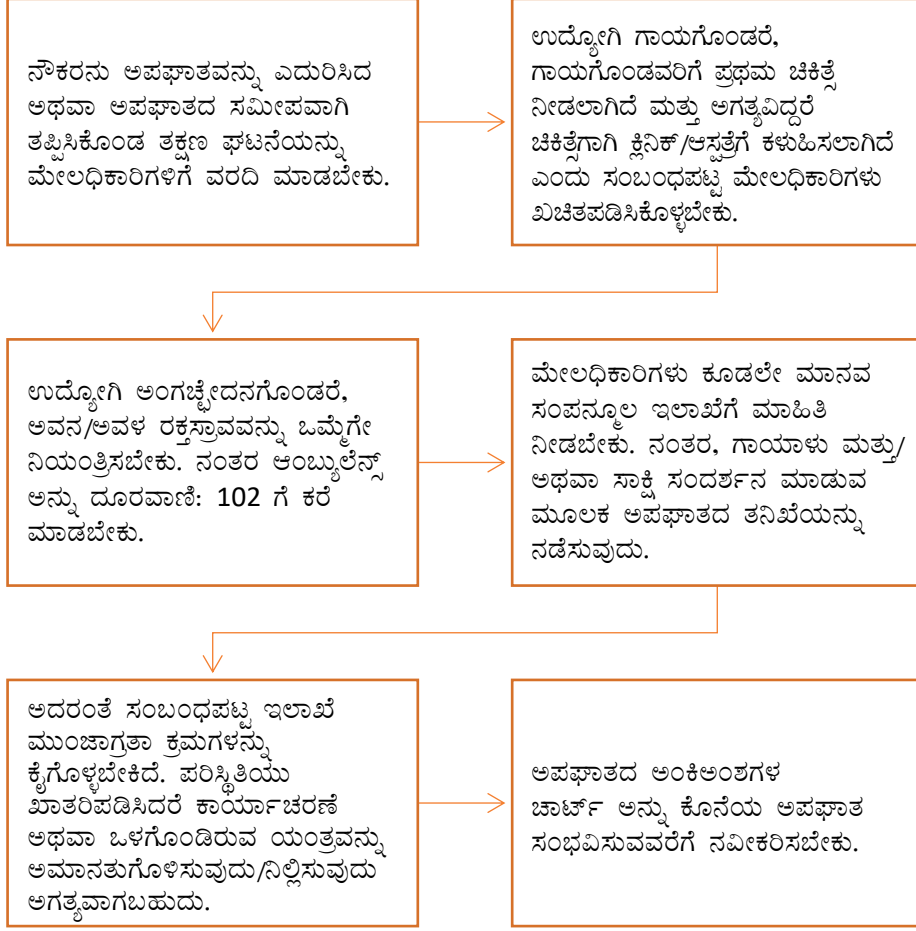 ನೌಕರನು ಅಪಘಾತವನ್ನು ಎದುರಿಸಿದ
ಅಥವಾ ಅಪಘಾತದ ಸಮೀಪವಾಗಿ
ತಪ್ಪಿಸಿಕೊಂಡ ತಕ್ಷಣ ಘಟನೆಯನ್ನು
ಮೇಲಧಿಕಾರಿಗಳಿಗೆ ವರದಿ ಮಾಡಬೇಕು.
ಉದ್ಯೋಗಿ ಗಾಯಗೊಂಡರೆ,
ಗಾಯಗೊಂಡವರಿಗೆ ಪ್ರಥಮ ಚಿಕಿತ್ಸೆ
ನೀಡಲಾಗಿದೆ ಮತ್ತು ಅಗತ್ಯವಿದ್ದರೆ
ಚಿಕಿತ್ಸೆಗಾಗಿ ಕ್ಲಿನಿಕ್/ಆಸ್ಪತ್ರೆಗೆ ಕಳುಹಿಸಲಾಗಿದೆ
ಎಂದು ಸಂಬಂಧಪಟ್ಟ ಮೇಲಧಿಕಾರಿಗಳು
ಖಚಿತಪಡಿಸಿಕೊಳ್ಳಬೇಕು.
ಉದ್ಯೋಗಿ ಅಂಗಚ್ಛೇದನಗೊಂಡರೆ,
ಅವನ/ಅವಳ ರಕ್ತಸ್ರಾವವನ್ನು ಒಮ್ಮೆಗೇ
ನಿಯಂತ್ರಿಸಬೇಕು. ನಂತರ ಆಂಬ್ಯುಲೆನ್ಸ್
ಅನ್ನು ದೂರವಾಣಿ: 102 ಗೆ ಕರೆ
ಮಾಡಬೇಕು.
ಮೇಲಧಿಕಾರಿಗಳು ಕೂಡಲೇ ಮಾನವ
ಸಂಪನ್ಮೂಲ ಇಲಾಖೆಗೆ ಮಾಹಿತಿ
ನೀಡಬೇಕು. ನಂತರ, ಗಾಯಾಳು ಮತ್ತು/
ಅಥವಾ ಸಾಕ್ಷಿ ಸಂದರ್ಶನ ಮಾಡುವ
ಮೂಲಕ ಅಪಘಾತದ ತನಿಖೆಯನ್ನು
ನಡೆಸುವುದು.
ಅದರಂತೆ ಸಂಬಂಧಪಟ್ಟ ಇಲಾಖೆ
ಮುಂಜಾಗ್ರತಾ ಕ್ರಮಗಳನ್ನು
ಕೈಗೊಳ್ಳಬೇಕಿದೆ. ಪರಿಸ್ಥಿತಿಯು
ಖಾತರಿಪಡಿಸಿದರೆ ಕಾರ್ಯಾಚರಣೆ
ಅಥವಾ ಒಳಗೊಂಡಿರುವ ಯಂತ್ರವನ್ನು
ಅಮಾನತುಗೊಳಿಸುವುದು/ನಿಲ್ಲಿಸುವುದು
ಅಗತ್ಯವಾಗಬಹುದು.
ಅಪಘಾತದ ಅಂಕಿಅಂಶಗಳ
ಚಾರ್ಟ್ ಅನ್ನು ಕೊನೆಯ ಅಪಘಾತ
ಸಂಭವಿಸುವವರೆಗೆ ನವೀಕರಿಸಬೇಕು.